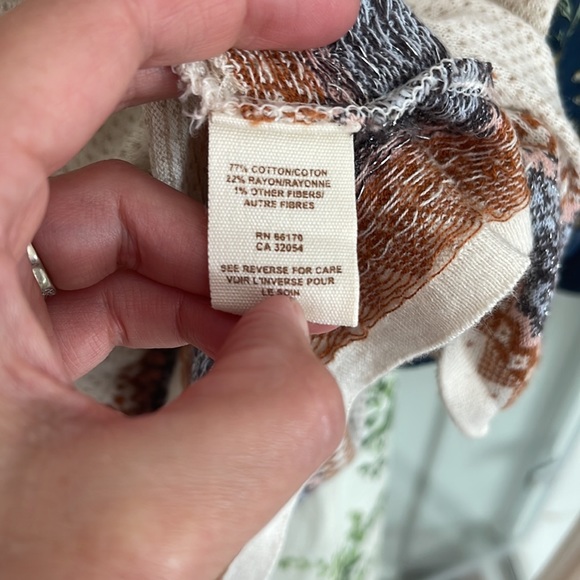 77% COTTON/COTON
22% RAYON/RAYONNE
1% OTHER FIBERS/
AUTRE FIBRES
RN 66170
CA 32054
SEE REVERSE FOR CARE
VOIR L'INVERSE POUR
LE SOIN